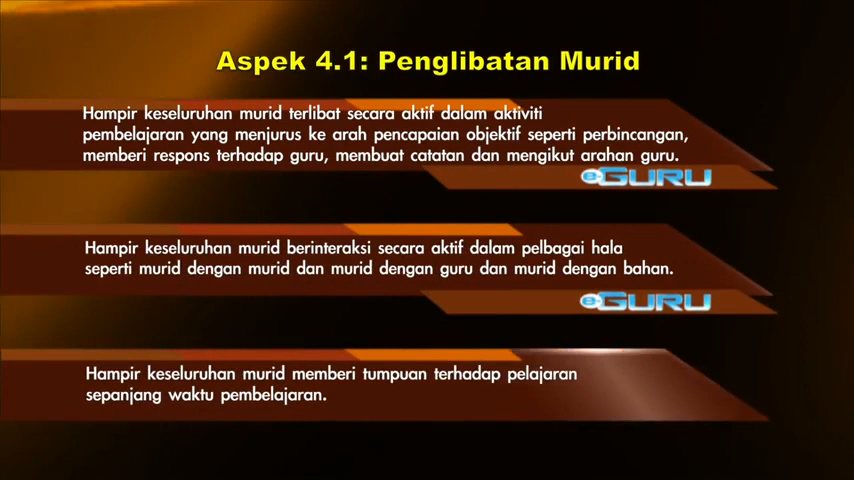 Aspek 4.1: Penglibatan Murid
Hampir keseluruhan murid terlibat secara aktif dalam aktiviti
pembelajaran yang menjurus ke arah pencapaian objektif seperti perbincangan,
memberi respons terhadap guru, membuat catatan dan mengikut arahan guru.
e-GURU
Hampir keseluruhan murid berinteraksi secara aktif dalam pelbagai hala
seperti murid dengan murid dan murid dengan guru dan murid dengan bahan.
e-GURU
Hampir keseluruhan murid memberi tumpuan terhadap pelajaran
sepanjang waktu pembelajaran.